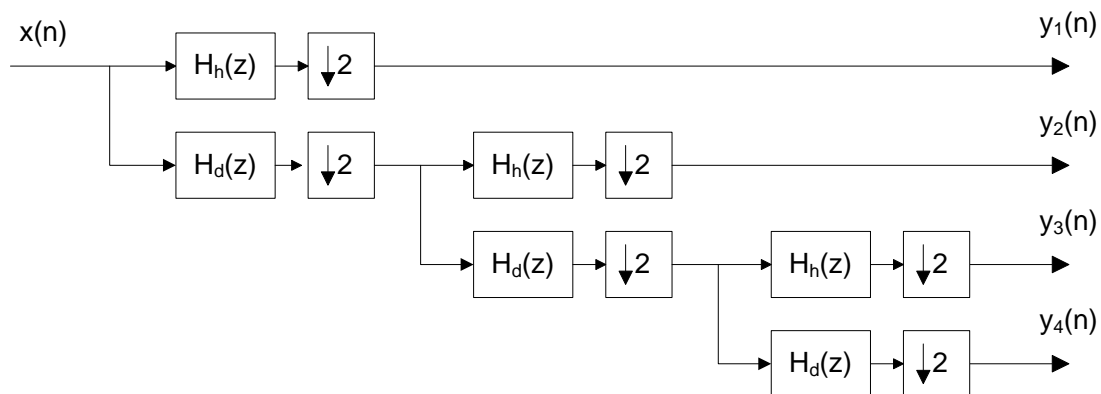 x(n)
y₁(n)
Hₕ(z) ↓2
y₂(n)
H_d(z) ↓2 Hₕ(z) ↓2
y₃(n)
H_d(z) ↓2 Hₕ(z) ↓2
y₄(n)
H_d(z) ↓2